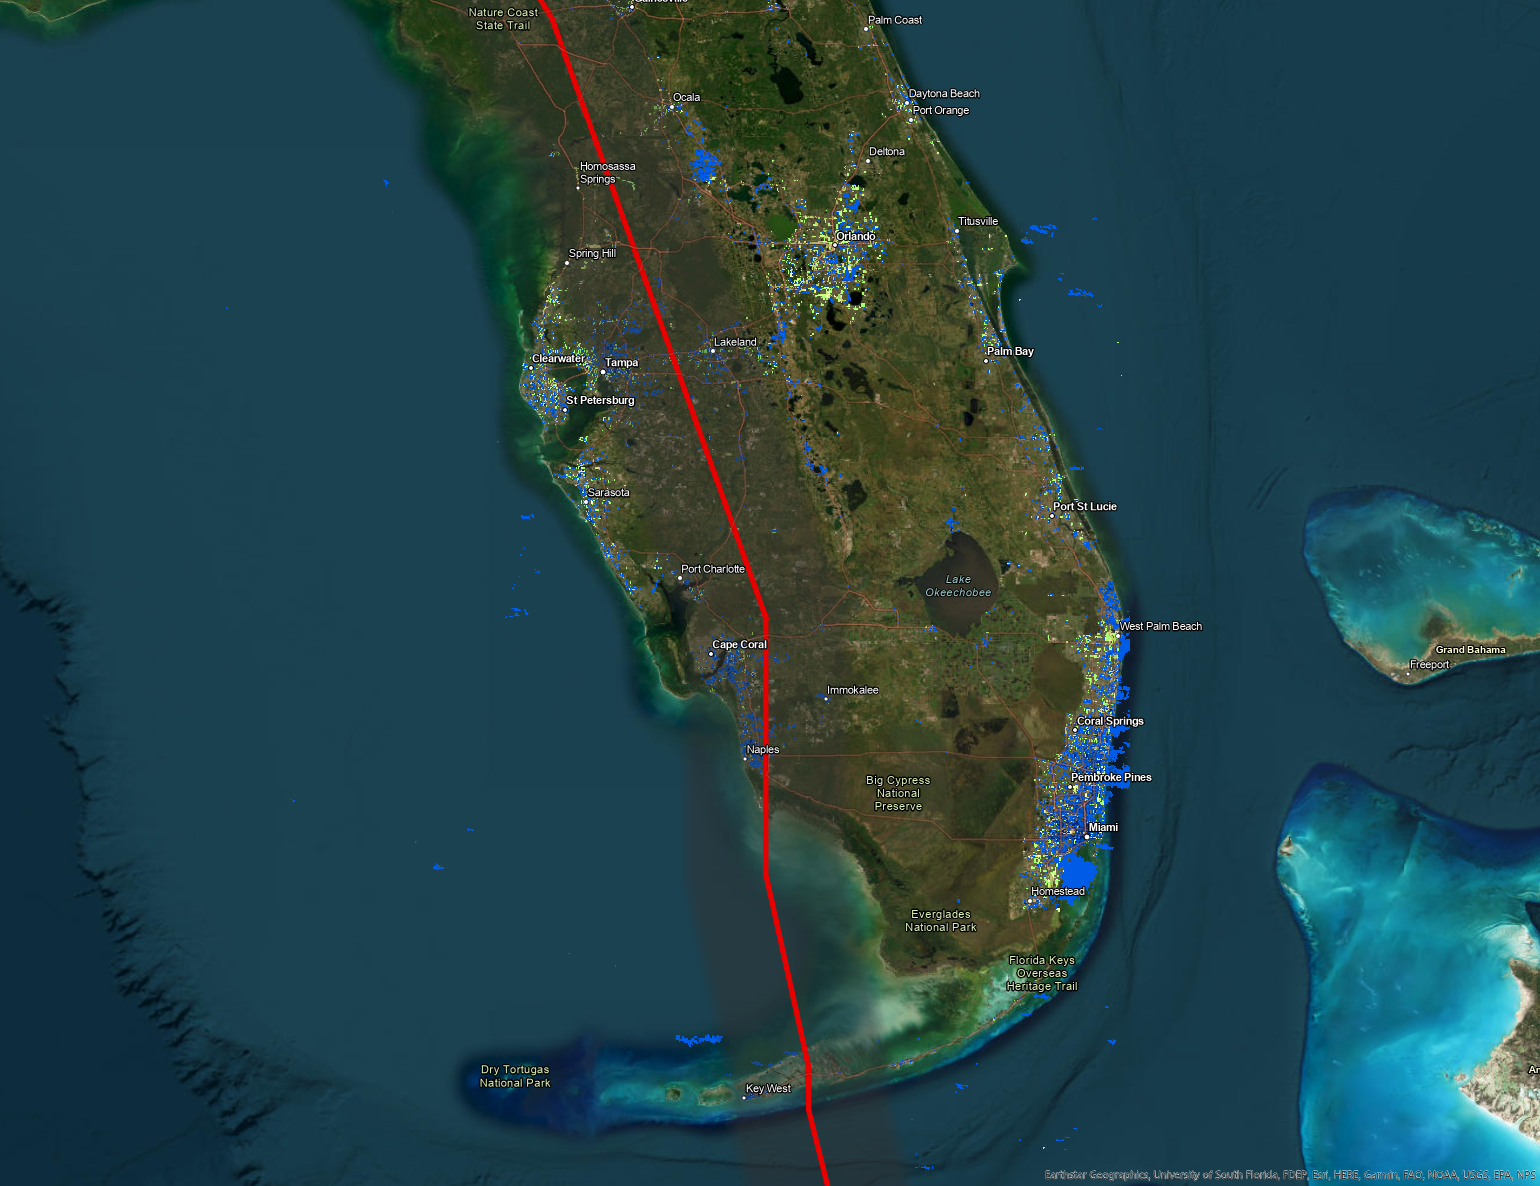 Nature Coast
State Trail
Gainesville
Palm Coast
Ocala
Daytona Beach
Port Orange
Deltona
Homosassa
Springs
Titusville
Orlando
Spring Hill
Lakeland
Palm Bay
Clearwater
Tampa
St Petersburg
Sarasota
Port St Lucie
Port Charlotte
Lake
Okeechobee
West Palm Beach
Cape Coral
Grand Bahama
Freeport
Immokalee
Coral Springs
Naples
Big Cypress
National
Preserve
Pembroke Pines
Miami
Homestead
Everglades
National Park
Florida Keys
Overseas
Heritage Trail
Dry Tortugas
National Park
Key West
An
Earthstar Geographics, University of South Florida, FDEP, Esri, HERE, Garmin, FAO, NOAA, USGS, EPA, NPS